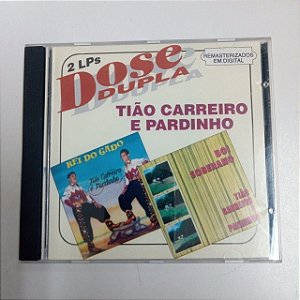 2 LPs
Dose
DUPLA
REMASTERIZADOS
EM DIGITAL
TIÃO CARREIRO
E PARDINHO
REI DO GADO
Tião Carreiro
e Pardinho
BOI
SOBERANO
TIÃO
CARREIRO
PARDINHO